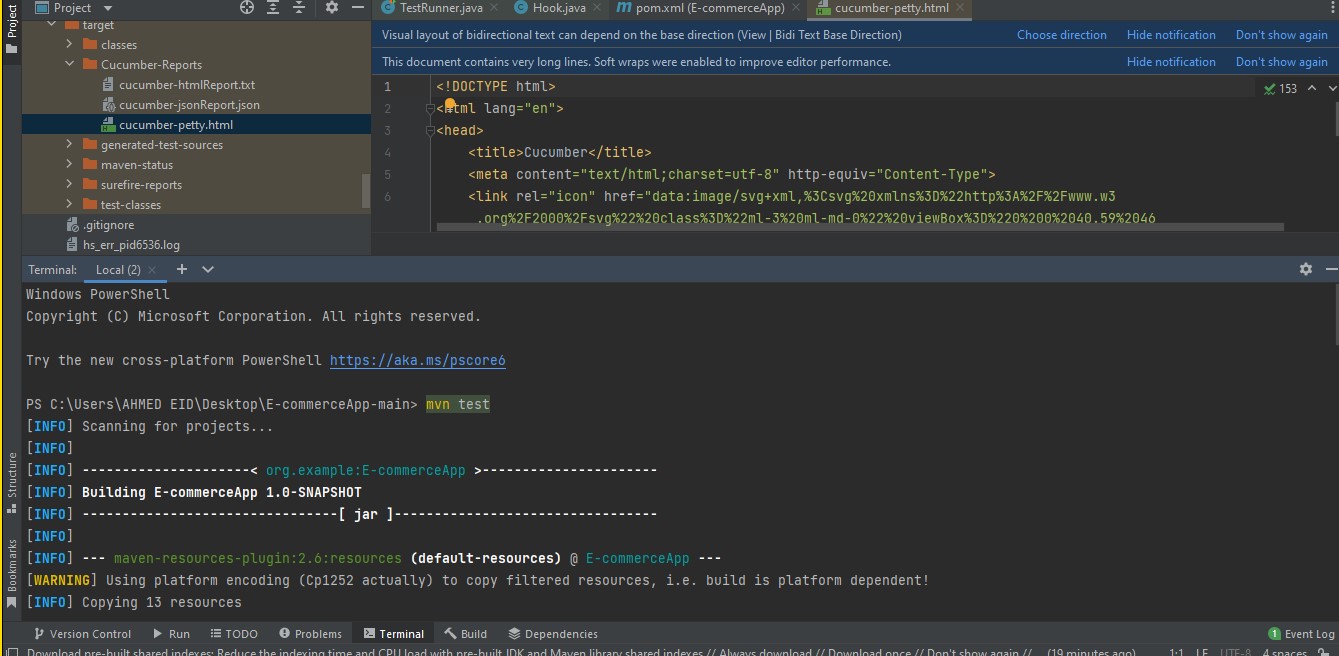 Project
TestRunner.java
Hook.java
pom.xml (E-commerceApp)
cucumber-petty.html
Project
target
classes
Cucumber-Reports
cucumber-htmlReport.txt
cucumber-jsonReport.json
cucumber-petty.html
generated-test-sources
maven-status
surefire-reports
test-classes
.gitignore
hs_err_pid6536.log
Visual layout of bidirectional text can depend on the base direction (View | Bidi Text Base Direction) Choose direction Hide notification Don't show again
This document contains very long lines. Soft wraps were enabled to improve editor performance. Hide notification Don't show again
153
1 <!DOCTYPE html>
2 <html lang="en">
3 <head>
4 <title>Cucumber</title>
5 <meta content="text/html;charset=utf-8" http-equiv="Content-Type">
6 <link rel="icon" href="data:image/svg+xml,%3Csvg%20xmlns%3D%22http%3A%2F%2Fwww.w3
.org%2F2000%2Fsvg%22%20class%3D%22ml-3%20ml-md-0%22%20viewBox%3D%220%200%2040.59%2046
Terminal: Local (2)
Windows PowerShell
Copyright (C) Microsoft Corporation. All rights reserved.
Try the new cross-platform PowerShell https://aka.ms/pscore6
PS C:\Users\AHMED EID\Desktop\E-commerceApp-main> mvn test
[INFO] Scanning for projects...
[INFO]
[INFO] ---------------------< org.example:E-commerceApp >----------------------
[INFO] Building E-commerceApp 1.0-SNAPSHOT
[INFO] --------------------------------[ jar ]---------------------------------
[INFO]
[INFO] --- maven-resources-plugin:2.6:resources (default-resources) @ E-commerceApp ---
[WARNING] Using platform encoding (Cp1252 actually) to copy filtered resources, i.e. build is platform dependent!
[INFO] Copying 13 resources
Structure
Bookmarks
Version Control Run TODO Problems Terminal Build Dependencies 1 Event Log
Download pre-built shared indexes: Reduce the indexing time and CPU load with pre-built JDK and Maven library shared indexes // Always download // Download once // Don't show again // ... (19 minutes ago) 1:1 LF UTF-8 4 spaces